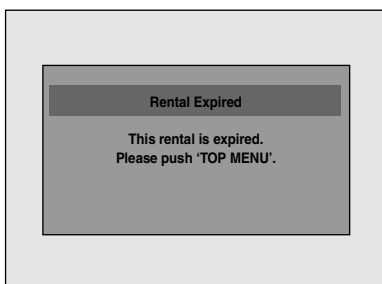 Rental Expired
This rental is expired.
Please push ‘TOP MENU’.